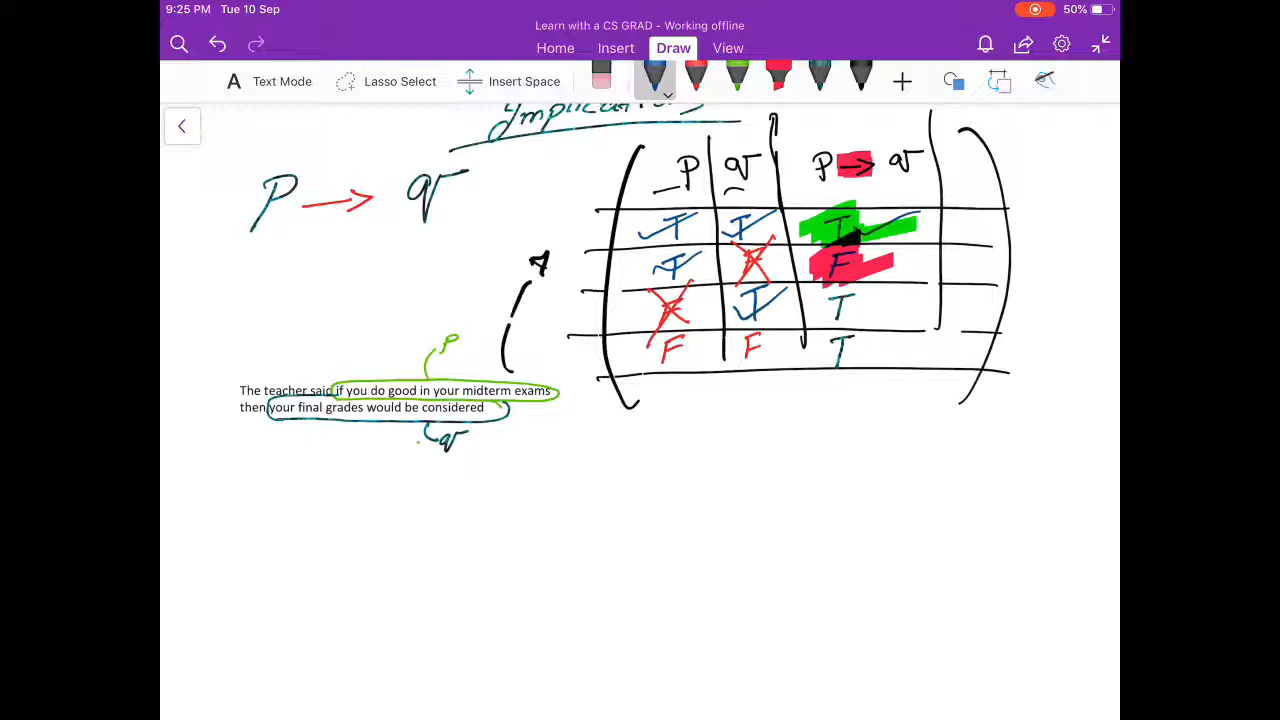 9:25 PM Tue 10 Sep
50%
Learn with a CS GRAD - Working offline
Home Insert Draw View
A Text Mode Lasso Select Insert Space
Implications
P → q
P q P → q
T T T
T F F
F T T
F F T
P
The teacher said if you do good in your midterm exams
then your final grades would be considered
q